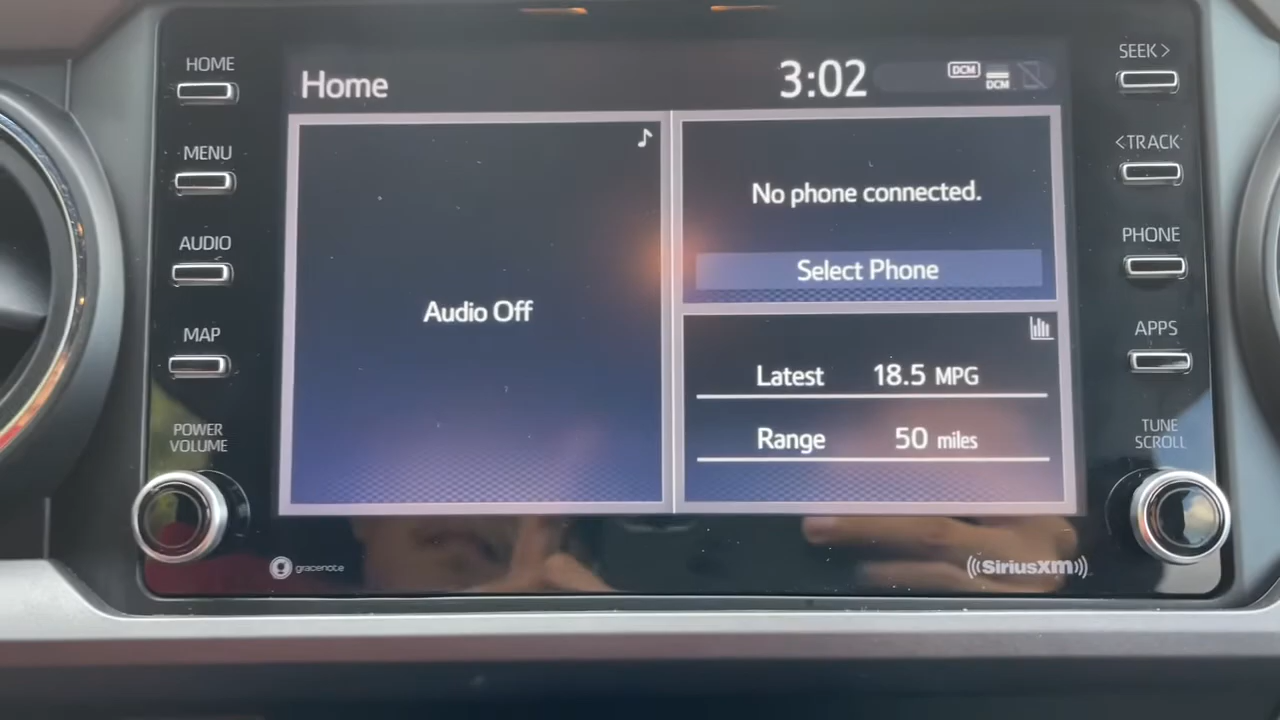 HOME
MENU
AUDIO
MAP
POWER
VOLUME
Home
3:02
DCM
DCM
Audio Off
No phone connected.
Select Phone
Latest 18.5 MPG
Range 50 miles
SEEK >
<TRACK
PHONE
APPS
TUNE
SCROLL
gracenote
((SiriusXM))